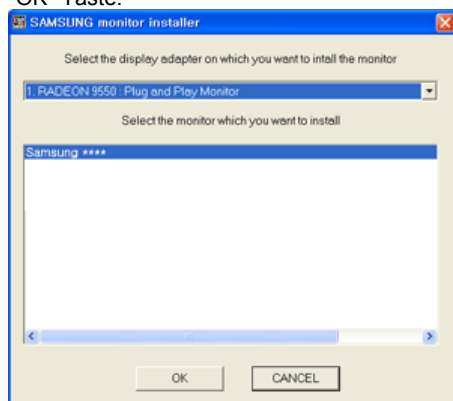 "OK"-Taste.
SAMSUNG monitor installer
Select the display adapter on which you want to intall the monitor
1. RADEON 9550 : Plug and Play Monitor
Select the monitor which you want to install
Samsung ****
OK
CANCEL